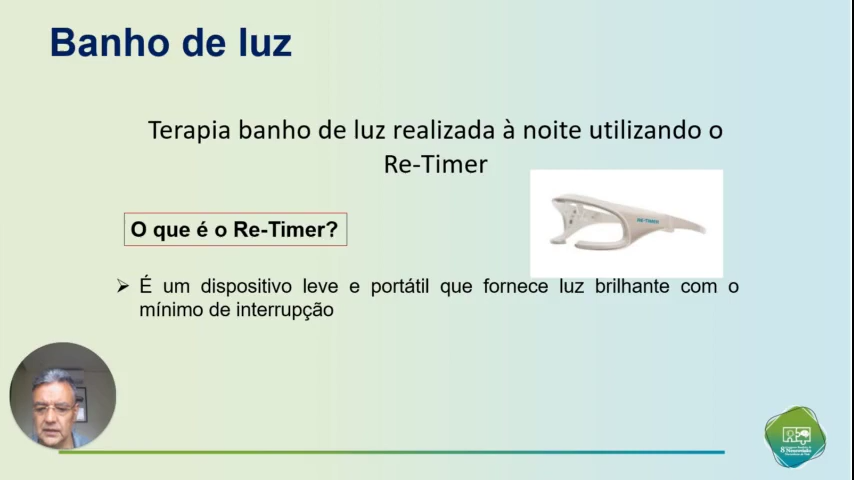 Banho de luz
Terapia banho de luz realizada à noite utilizando o
Re-Timer
RE-TIMER
O que é o Re-Timer?
➢ É um dispositivo leve e portátil que fornece luz brilhante com o
mínimo de interrupção